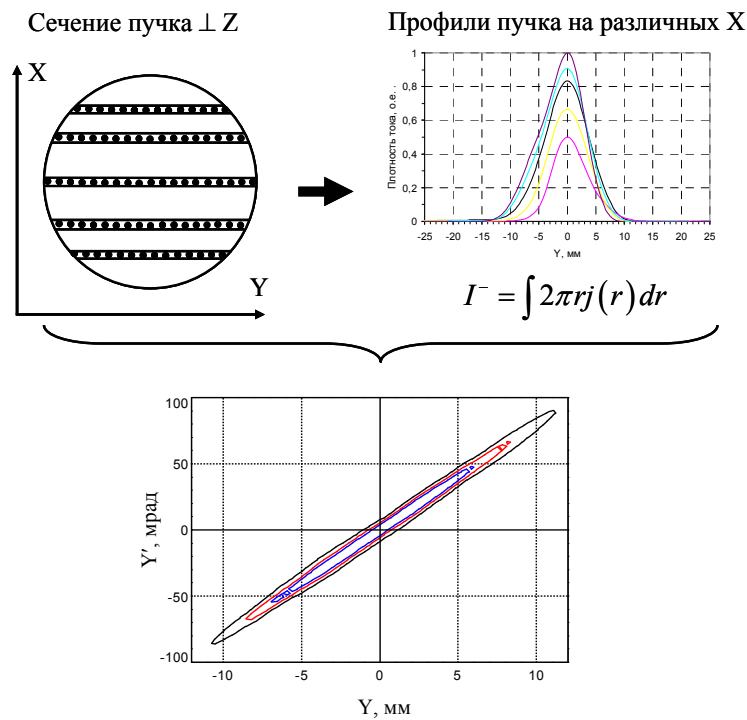 Сечение пучка ⊥ Z
Профили пучка на различных X
X
Y
Плотность тока, о.е.
1
0,8
0,6
0,4
0,2
0
-25 -20 -15 -10 -5 0 5 10 15 20 25
Y, мм
I⁻ = ∫ 2πrj(r)dr
Y′, мрад
100
50
0
-50
-100
-10 -5 0 5 10
Y, мм